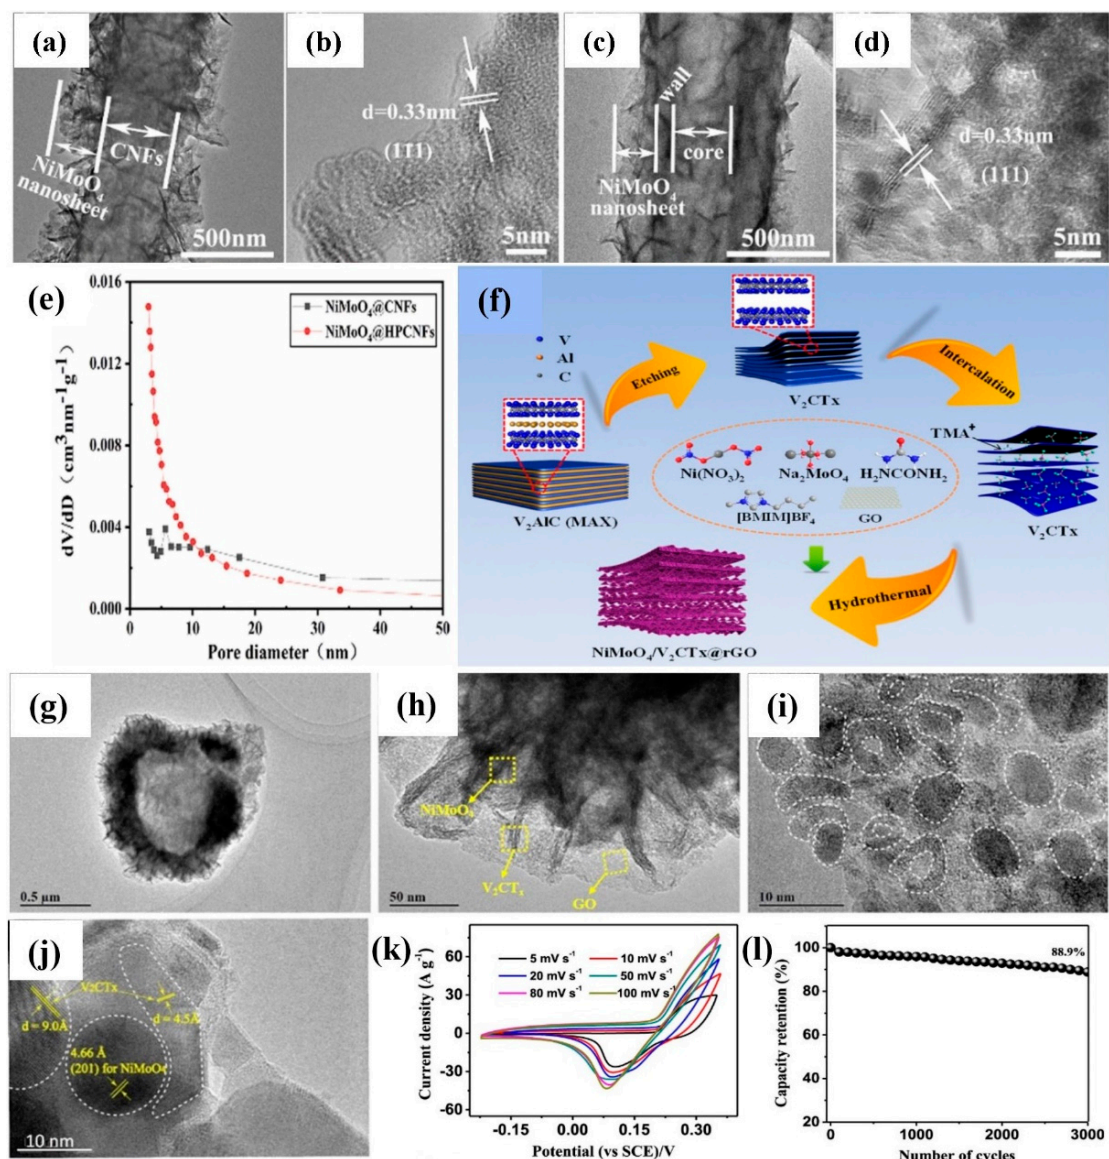 (a)
CNFs
NiMoO₄
nanosheet
500nm
(b)
d=0.33nm
(1̄11)
5nm
(c)
wall
core
NiMoO₄
nanosheet
500nm
(d)
d=0.33nm
(111)
5nm
(e)
dV/dD (cm³nm⁻¹g⁻¹)
0.016
0.012
0.008
0.004
0.000
NiMoO₄@CNFs
NiMoO₄@HPCNFs
0 10 20 30 40 50
Pore diameter (nm)
(f)
V
Al
C
Etching
V₂CTx
Intercalation
V₂AlC (MAX)
Ni(NO₃)₂
Na₂MoO₄
H₂NCONH₂
[BMIM]BF₄
GO
TMA⁺
V₂CTx
Hydrothermal
NiMoO₄/V₂CTx@rGO
(g)
0.5 µm
(h)
NiMoO₄
V₂CTₓ
GO
50 nm
(i)
10 nm
(j)
V2CTx
d = 9.0Å
d = 4.5Å
4.66 Å
(201) for NiMoO₄
10 nm
(k)
Current density (A g⁻¹)
60
30
0
-30
-60
5 mV s⁻¹
10 mV s⁻¹
20 mV s⁻¹
50 mV s⁻¹
80 mV s⁻¹
100 mV s⁻¹
-0.15 0.00 0.15 0.30
Potential (vs SCE)/V
(l)
Capacity retention (%)
100
80
60
40
20
88.9%
0 1000 2000 3000
Number of cycles